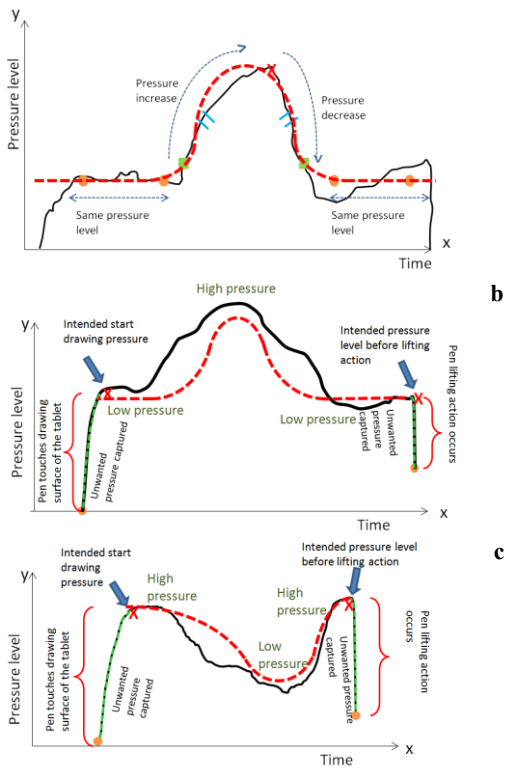 y
Pressure level
Pressure
increase
Pressure
decrease
X
Same pressure
level
Same pressure
level
x
Time
b
y
Pressure level
High pressure
Intended start
drawing pressure
Intended pressure
level before lifting
action
X
X
Low pressure
Low pressure
Pen touches drawing
surface of the tablet
Unwanted
pressure captured
Unwanted
pressure
captured
Pen lifting action
occurs
x
Time
c
y
Pressure level
Intended start
drawing
pressure
Intended pressure level
before lifting action
X
X
High
pressure
High
pressure
Low
pressure
Pen touches drawing
surface of the tablet
Unwanted
pressure captured
Unwanted pressure
captured
Pen lifting action
occurs
x
Time